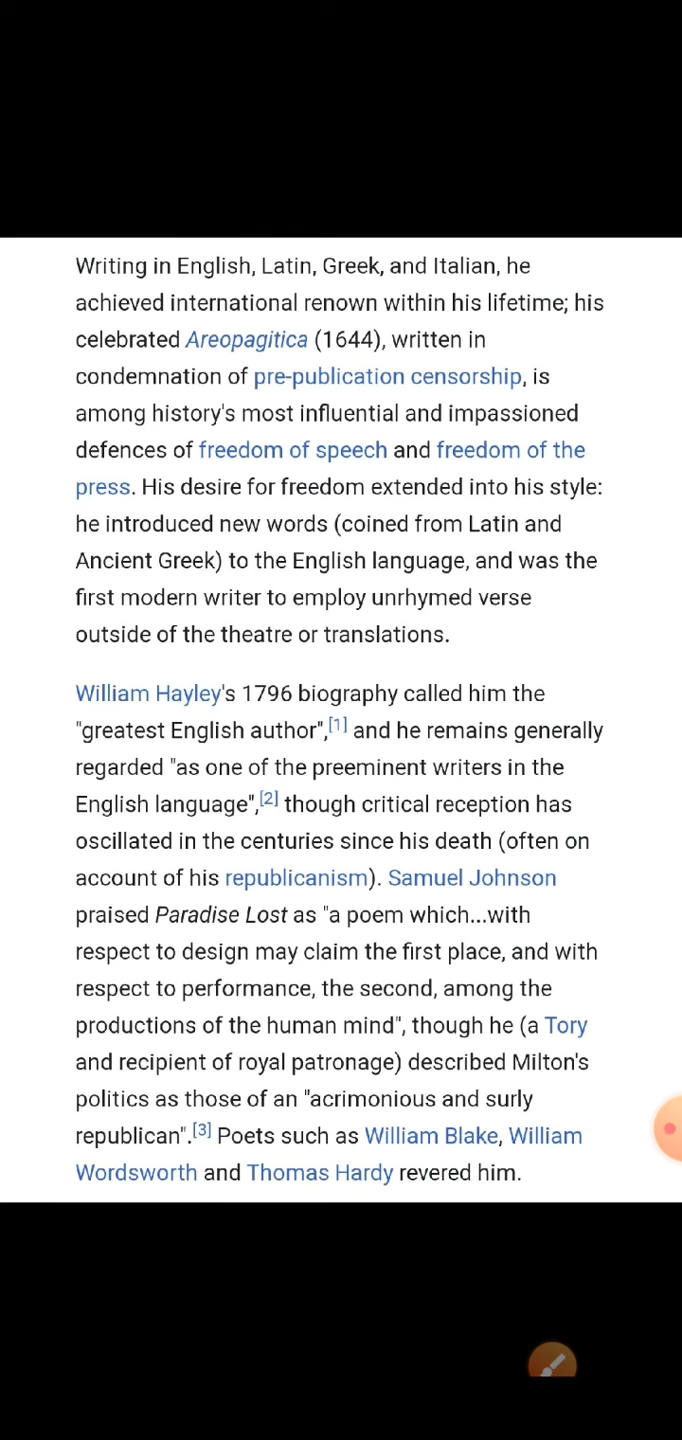 Writing in English, Latin, Greek, and Italian, he
achieved international renown within his lifetime; his
celebrated Areopagitica (1644), written in
condemnation of pre-publication censorship, is
among history's most influential and impassioned
defences of freedom of speech and freedom of the
press. His desire for freedom extended into his style:
he introduced new words (coined from Latin and
Ancient Greek) to the English language, and was the
first modern writer to employ unrhymed verse
outside of the theatre or translations.
William Hayley's 1796 biography called him the
"greatest English author",[1] and he remains generally
regarded "as one of the preeminent writers in the
English language",[2] though critical reception has
oscillated in the centuries since his death (often on
account of his republicanism). Samuel Johnson
praised Paradise Lost as "a poem which...with
respect to design may claim the first place, and with
respect to performance, the second, among the
productions of the human mind", though he (a Tory
and recipient of royal patronage) described Milton's
politics as those of an "acrimonious and surly
republican".[3] Poets such as William Blake, William
Wordsworth and Thomas Hardy revered him.